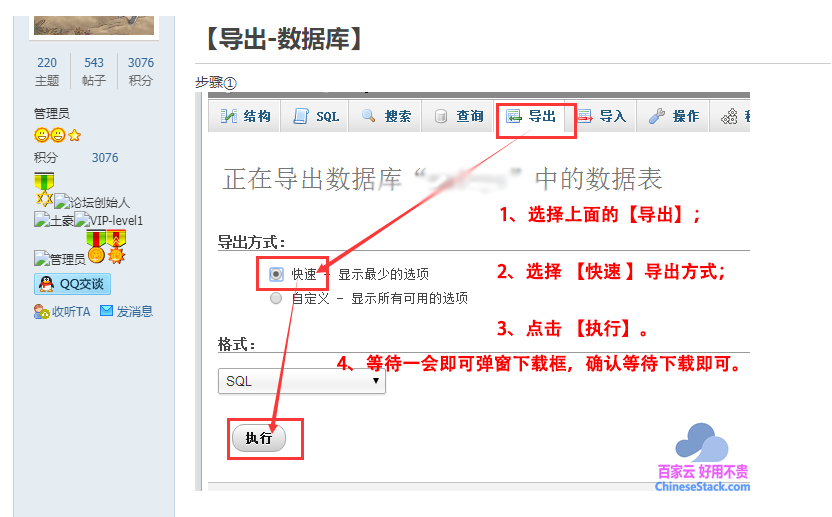 220 543 3076
主题 帖子 积分
管理员
积分 3076
论坛创始人
土豪 VIP-level1
管理员
QQ交谈
收听TA 发消息
【导出-数据库】
步骤①
结构 SQL 搜索 查询 导出 导入 操作
正在导出数据库“ ”中的数据表
1、选择上面的【导出】；
导出方式：
快速 - 显示最少的选项
2、选择 【快速 】导出方式；
自定义 - 显示所有可用的选项
3、点击 【执行】。
格式：
4、等待一会即可弹窗下载框，确认等待下载即可。
SQL
执行
百家云 好用不贵
ChineseStack.com